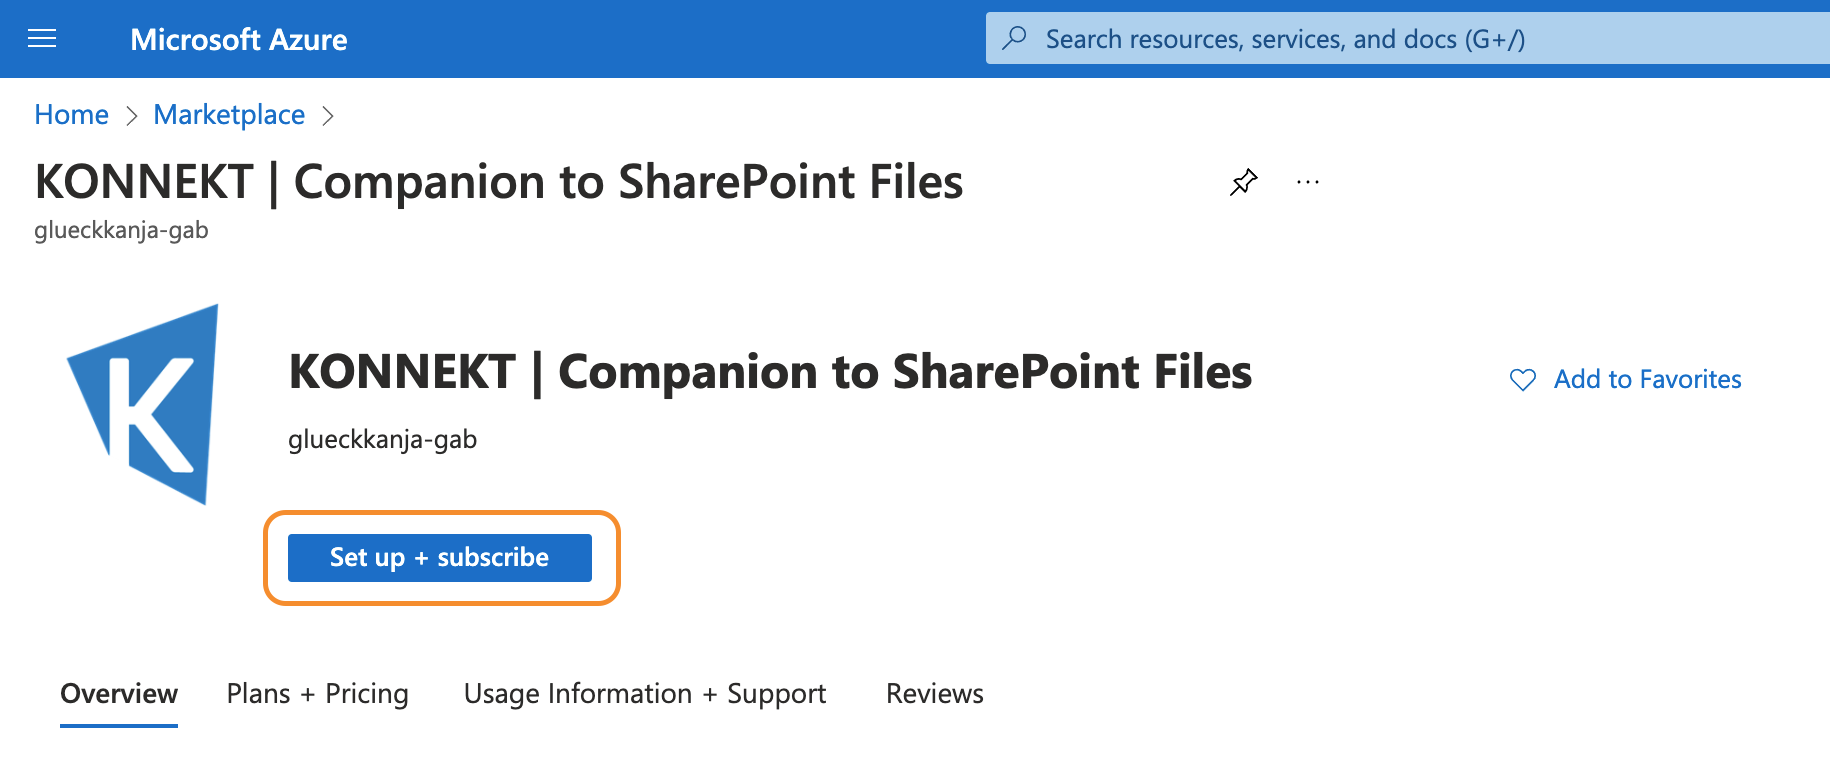 Microsoft Azure
Search resources, services, and docs (G+/)
Home > Marketplace >
KONNEKT | Companion to SharePoint Files
...
glueckkanja-gab
K
KONNEKT | Companion to SharePoint Files
Add to Favorites
glueckkanja-gab
Set up + subscribe
Overview Plans + Pricing Usage Information + Support Reviews